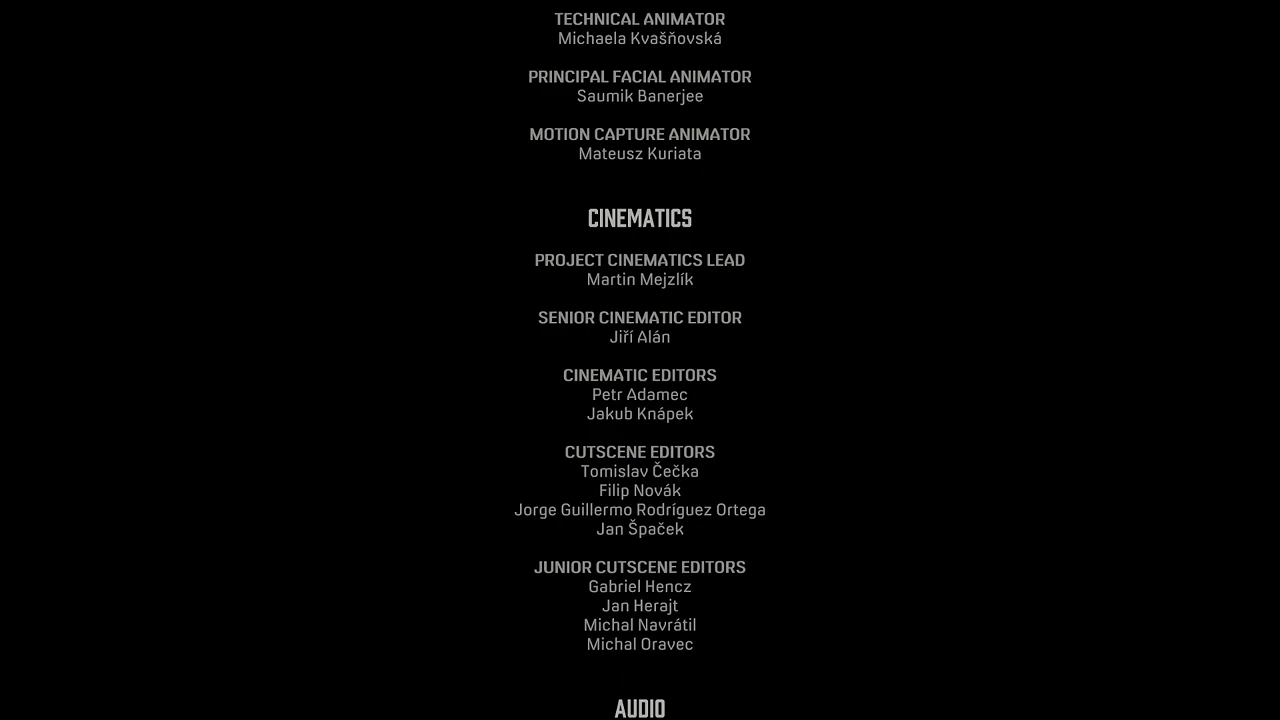 TECHNICAL ANIMATOR
Michaela Kvašňovská
PRINCIPAL FACIAL ANIMATOR
Saumik Banerjee
MOTION CAPTURE ANIMATOR
Mateusz Kuriata
CINEMATICS
PROJECT CINEMATICS LEAD
Martin Mejzlík
SENIOR CINEMATIC EDITOR
Jiří Alán
CINEMATIC EDITORS
Petr Adamec
Jakub Knápek
CUTSCENE EDITORS
Tomislav Čečka
Filip Novák
Jorge Guillermo Rodríguez Ortega
Jan Špaček
JUNIOR CUTSCENE EDITORS
Gabriel Hencz
Jan Herajt
Michal Navrátil
Michal Oravec
AUDIO